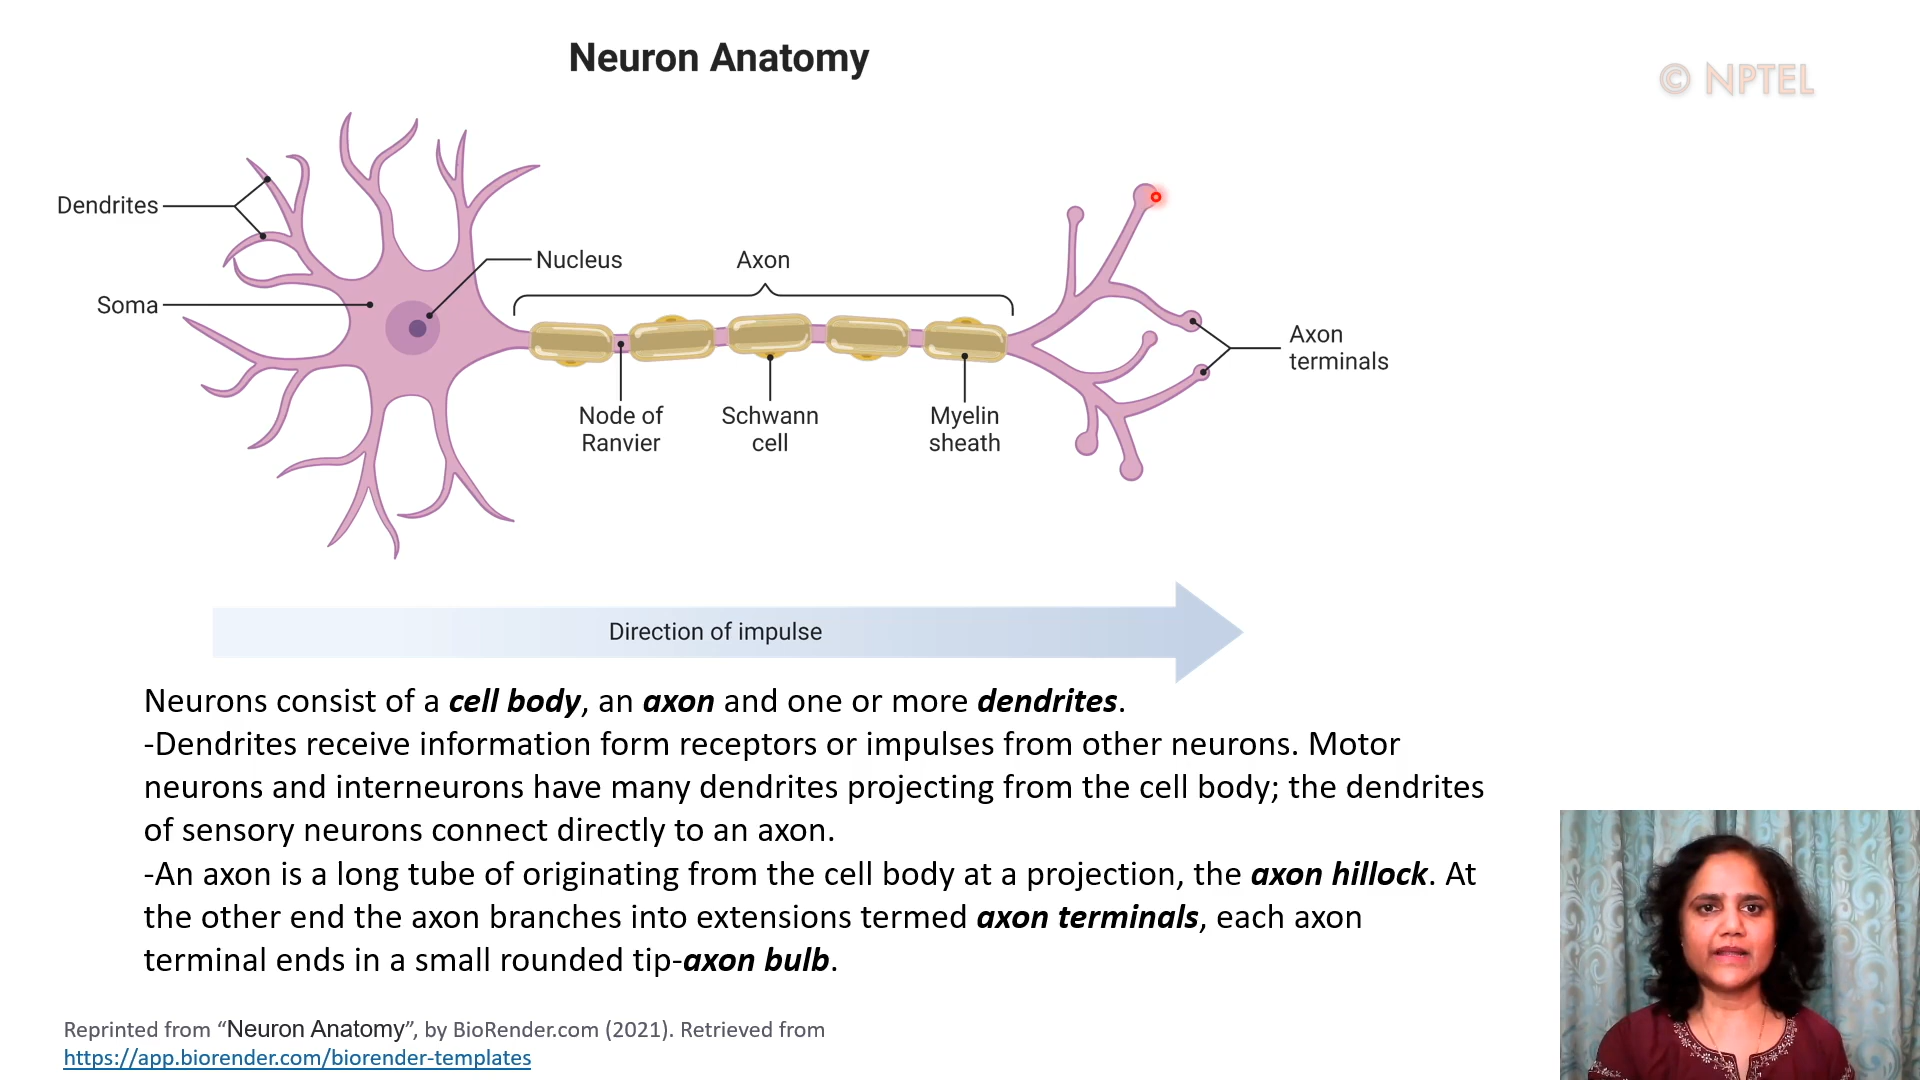 Neuron Anatomy
© NPTEL
Dendrites
Nucleus
Axon
Soma
Axon
terminals
Node of
Ranvier
Schwann
cell
Myelin
sheath
Direction of impulse
Neurons consist of a cell body, an axon and one or more dendrites.
-Dendrites receive information form receptors or impulses from other neurons. Motor
neurons and interneurons have many dendrites projecting from the cell body; the dendrites
of sensory neurons connect directly to an axon.
-An axon is a long tube of originating from the cell body at a projection, the axon hillock. At
the other end the axon branches into extensions termed axon terminals, each axon
terminal ends in a small rounded tip-axon bulb.
Reprinted from “Neuron Anatomy”, by BioRender.com (2021). Retrieved from
https://app.biorender.com/biorender-templates